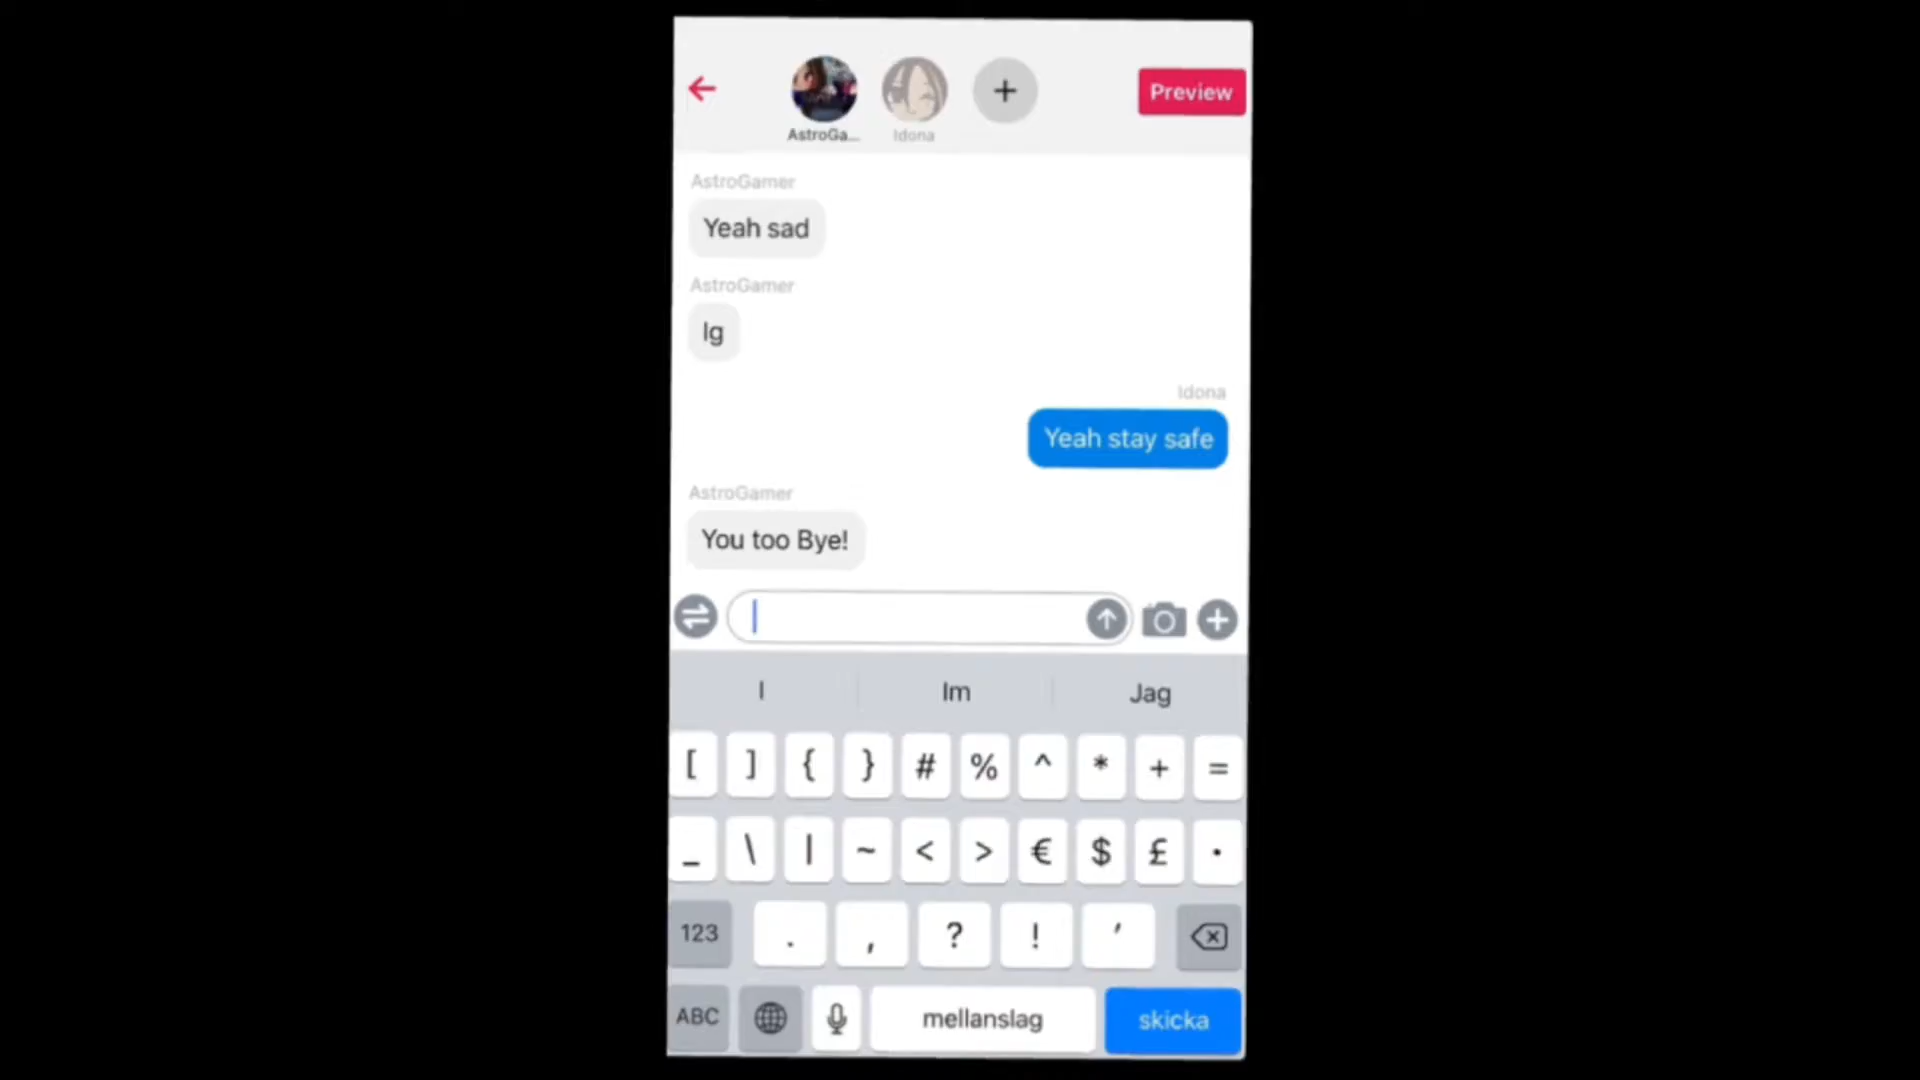 Preview
AstroGa...
Idona
AstroGamer
Yeah sad
AstroGamer
Ig
Idona
Yeah stay safe
AstroGamer
You too Bye!
I Im Jag
[ ] { } # % ^ * + =
_ \ | ~ < > € $ £ •
123 . , ? ! ′
ABC mellanslag skicka